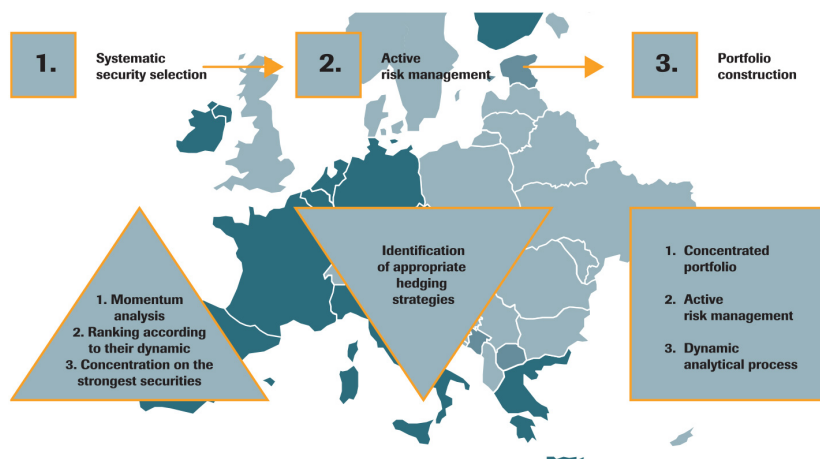 1.
Systematic
security selection
2.
Active
risk management
3.
Portfolio
construction
1. Momentum
analysis
2. Ranking according
to their dynamic
3. Concentration on the
strongest securities
Identification
of appropriate
hedging
strategies
1. Concentrated
portfolio
2. Active
risk management
3. Dynamic
analytical process